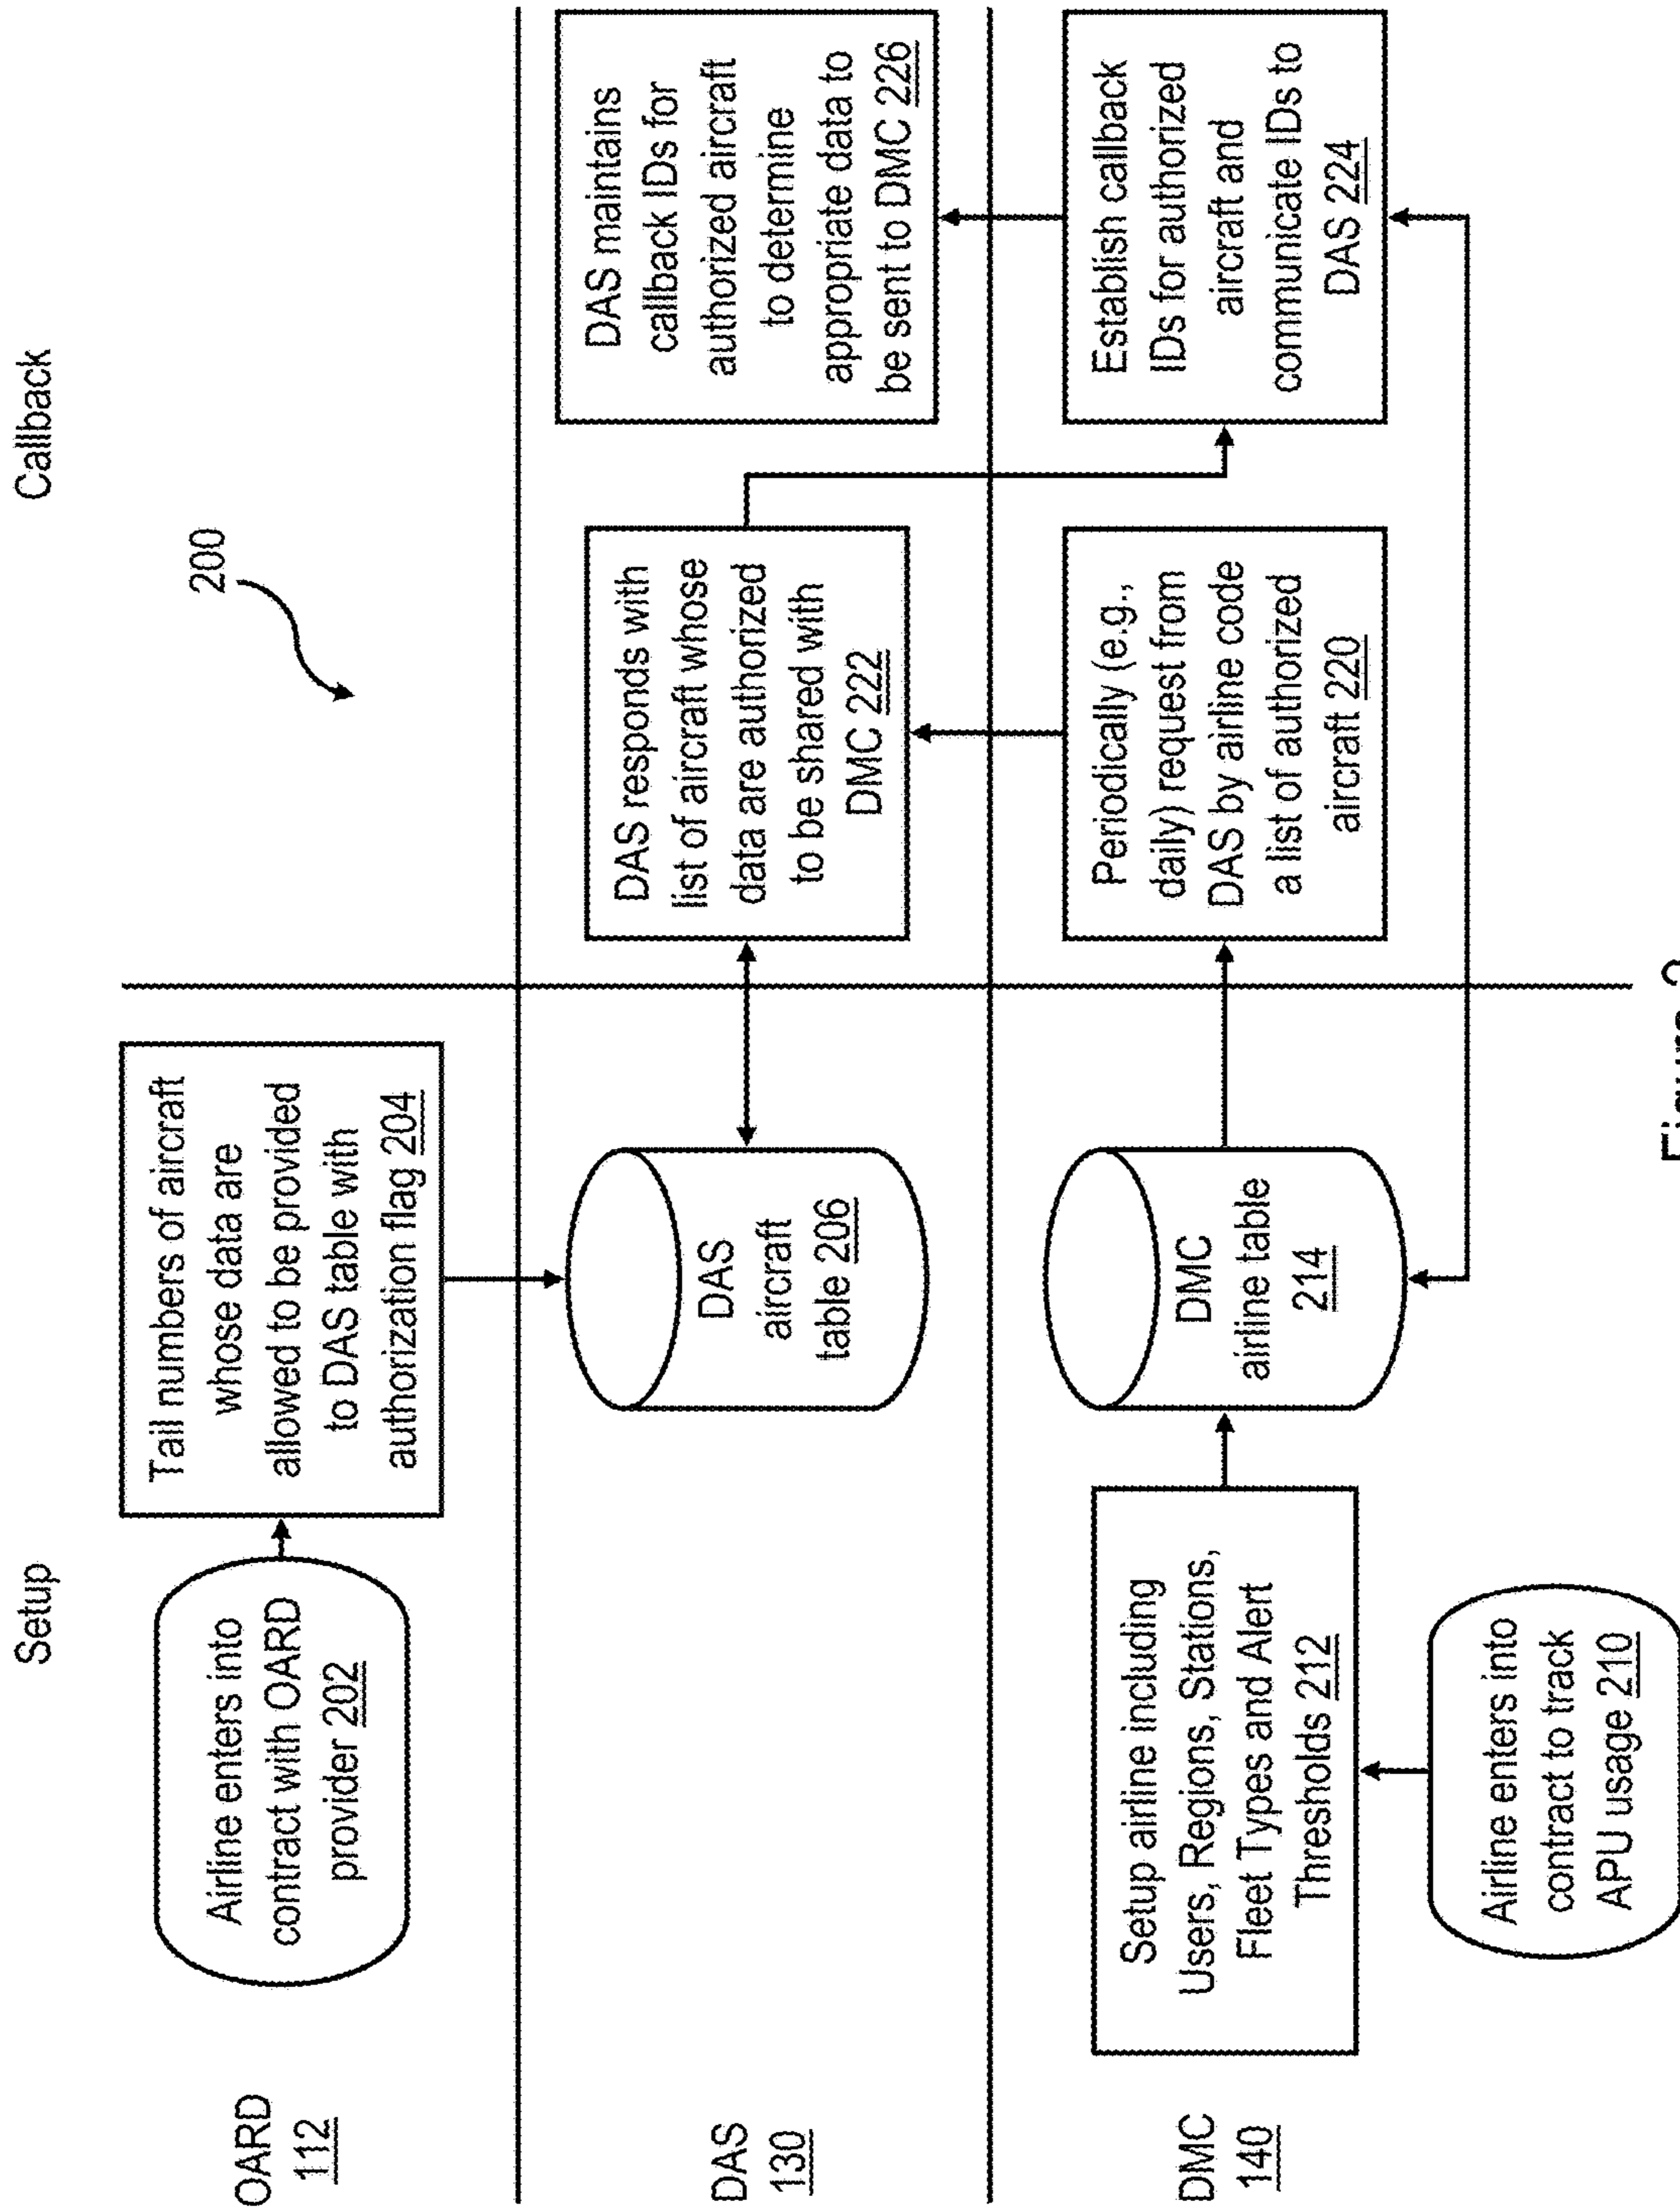 Setup
Callback
200
OARD
112
Airline enters into
contract with OARD
provider 202
Tail numbers of aircraft
whose data are
allowed to be provided
to DAS table with
authorization flag 204
DAS
130
DAS
aircraft
table 206
DAS responds with
list of aircraft whose
data are authorized
to be shared with
DMC 222
DAS maintains
callback IDs for
authorized aircraft
to determine
appropriate data to
be sent to DMC 226
DMC
140
Setup airline including
Users, Regions, Stations,
Fleet Types and Alert
Thresholds 212
Airline enters into
contract to track
APU usage 210
DMC
airline table
214
Periodically (e.g.,
daily) request from
DAS by airline code
a list of authorized
aircraft 220
Establish callback
IDs for authorized
aircraft and
communicate IDs to
DAS 224
Figure